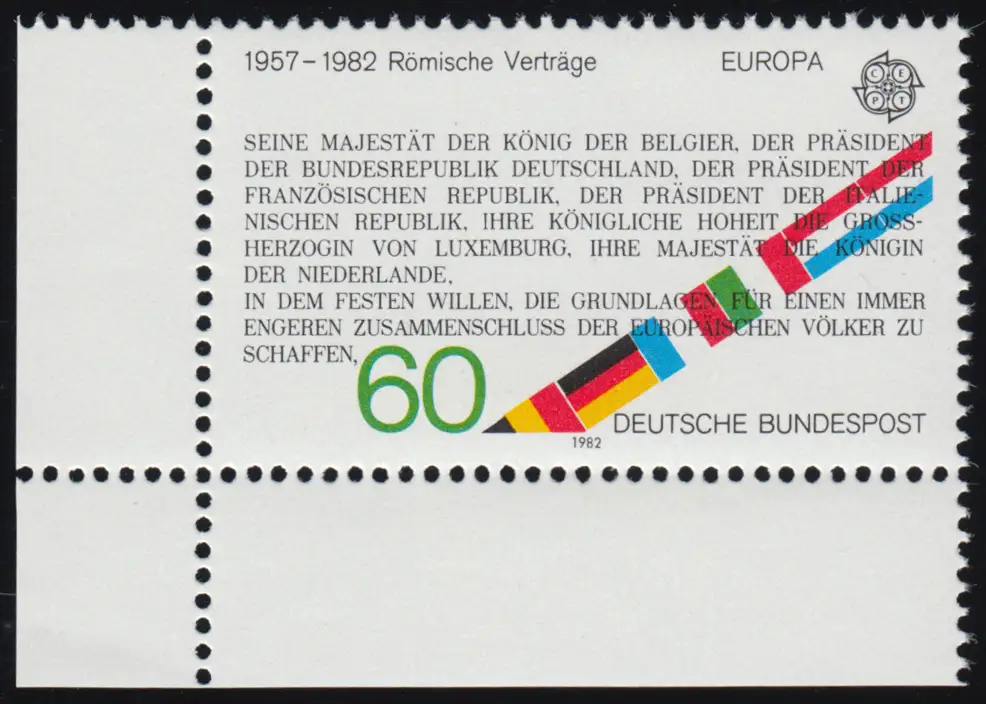 1957–1982 Römische Verträge
EUROPA
C E
P T
SEINE MAJESTÄT DER KÖNIG DER BELGIER, DER PRÄSIDENT
DER BUNDESREPUBLIK DEUTSCHLAND, DER PRÄSIDENT DER
FRANZÖSISCHEN REPUBLIK, DER PRÄSIDENT DER ITALIE-
NISCHEN REPUBLIK, IHRE KÖNIGLICHE HOHEIT DIE GROSS-
HERZOGIN VON LUXEMBURG, IHRE MAJESTÄT DIE KÖNIGIN
DER NIEDERLANDE,
IN DEM FESTEN WILLEN, DIE GRUNDLAGEN FÜR EINEN IMMER
ENGEREN ZUSAMMENSCHLUSS DER EUROPÄISCHEN VÖLKER ZU
SCHAFFEN,
60
DEUTSCHE BUNDESPOST
1982